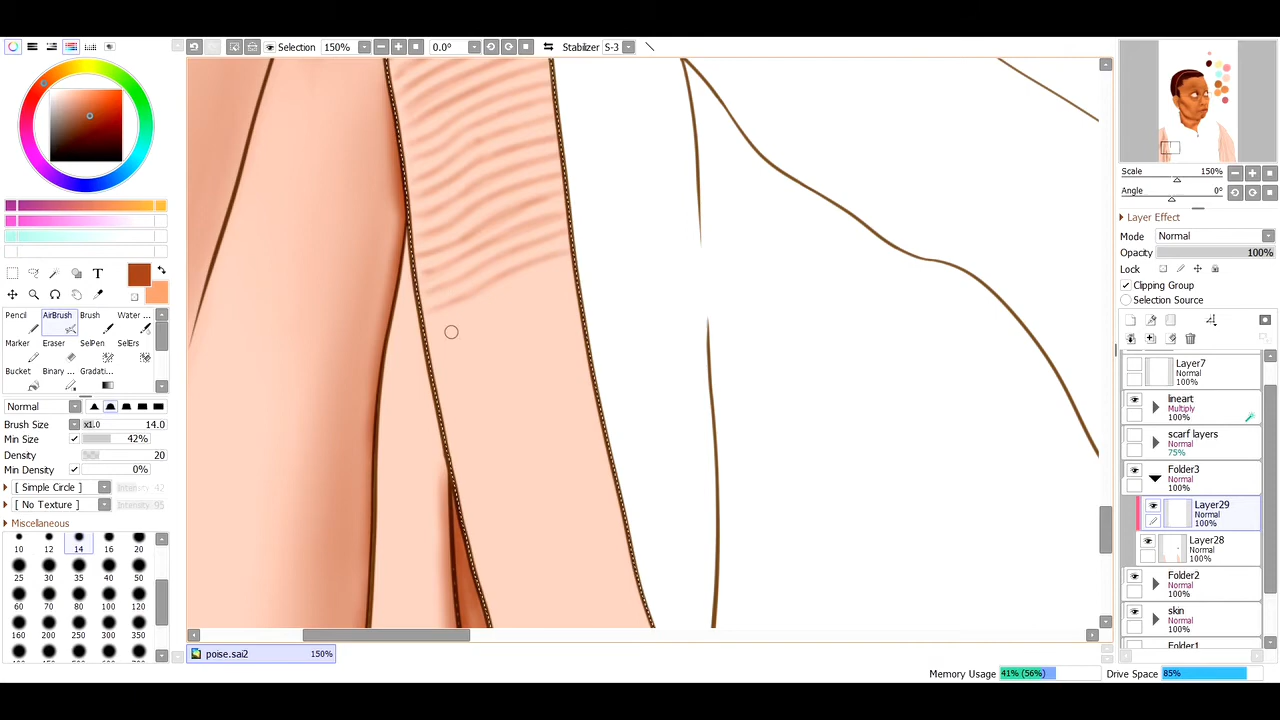 Selection 150% 0.0° Stabilizer S-3
T
Pencil AirBrush Brush Water ...
Marker Eraser SelPen SelErs
Bucket Binary ... Gradati...
Normal
Brush Size x1.0 14.0
Min Size 42%
Density 20
Min Density 0%
[ Simple Circle ] Intensity 42
[ No Texture ] Intensity 95
Miscellaneous
10 12 14 16 20
25 30 35 40 50
60 70 80 100 120
160 200 250 300 350
poise.sai2 150%
Scale 150%
Angle 0°
Layer Effect
Mode Normal
Opacity 100%
Lock
Clipping Group
Selection Source
Layer7
Normal
100%
lineart
Multiply
100%
scarf layers
Normal
75%
Folder3
Normal
100%
Layer29
Normal
100%
Layer28
Normal
100%
Folder2
Normal
100%
skin
Normal
100%
Folder1
Memory Usage 41% (56%) Drive Space 85%